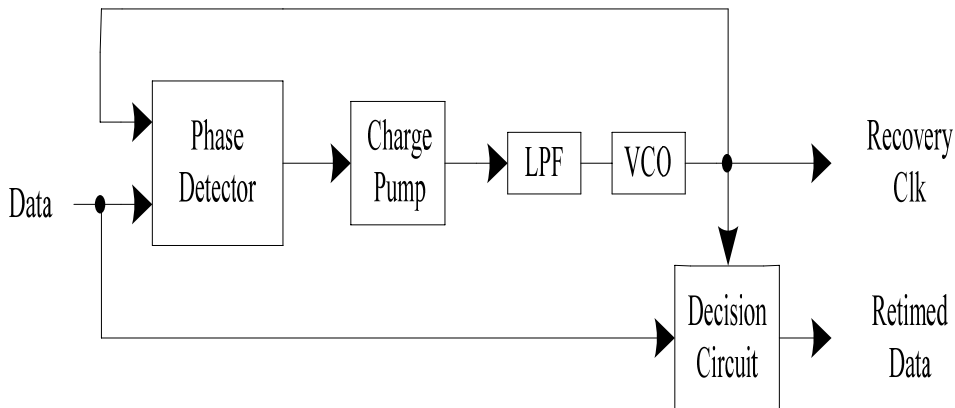 Phase
Detector
Charge
Pump
LPF
VCO
Recovery
Clk
Data
Decision
Circuit
Retimed
Data